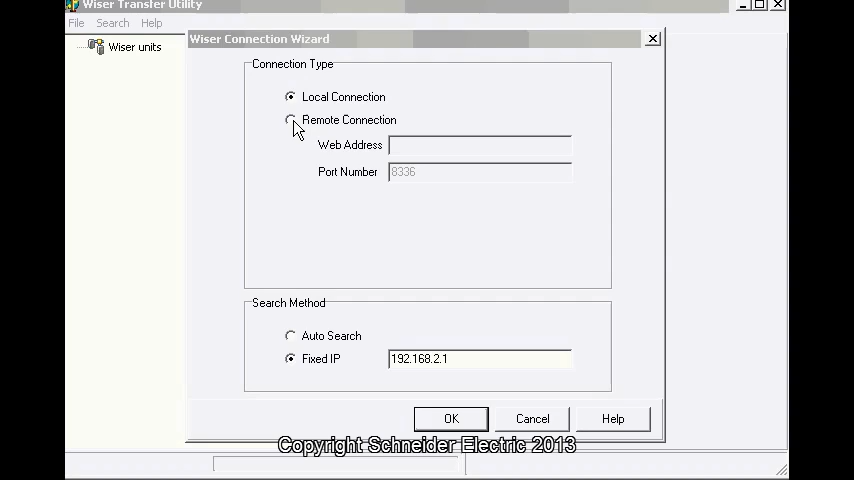 Wiser Transfer Utility
File Search Help
Wiser units
Wiser Connection Wizard
Connection Type
Local Connection
Remote Connection
Web Address
Port Number 8336
Search Method
Auto Search
Fixed IP 192.168.2.1
OK Cancel Help
Copyright Schneider Electric 2013